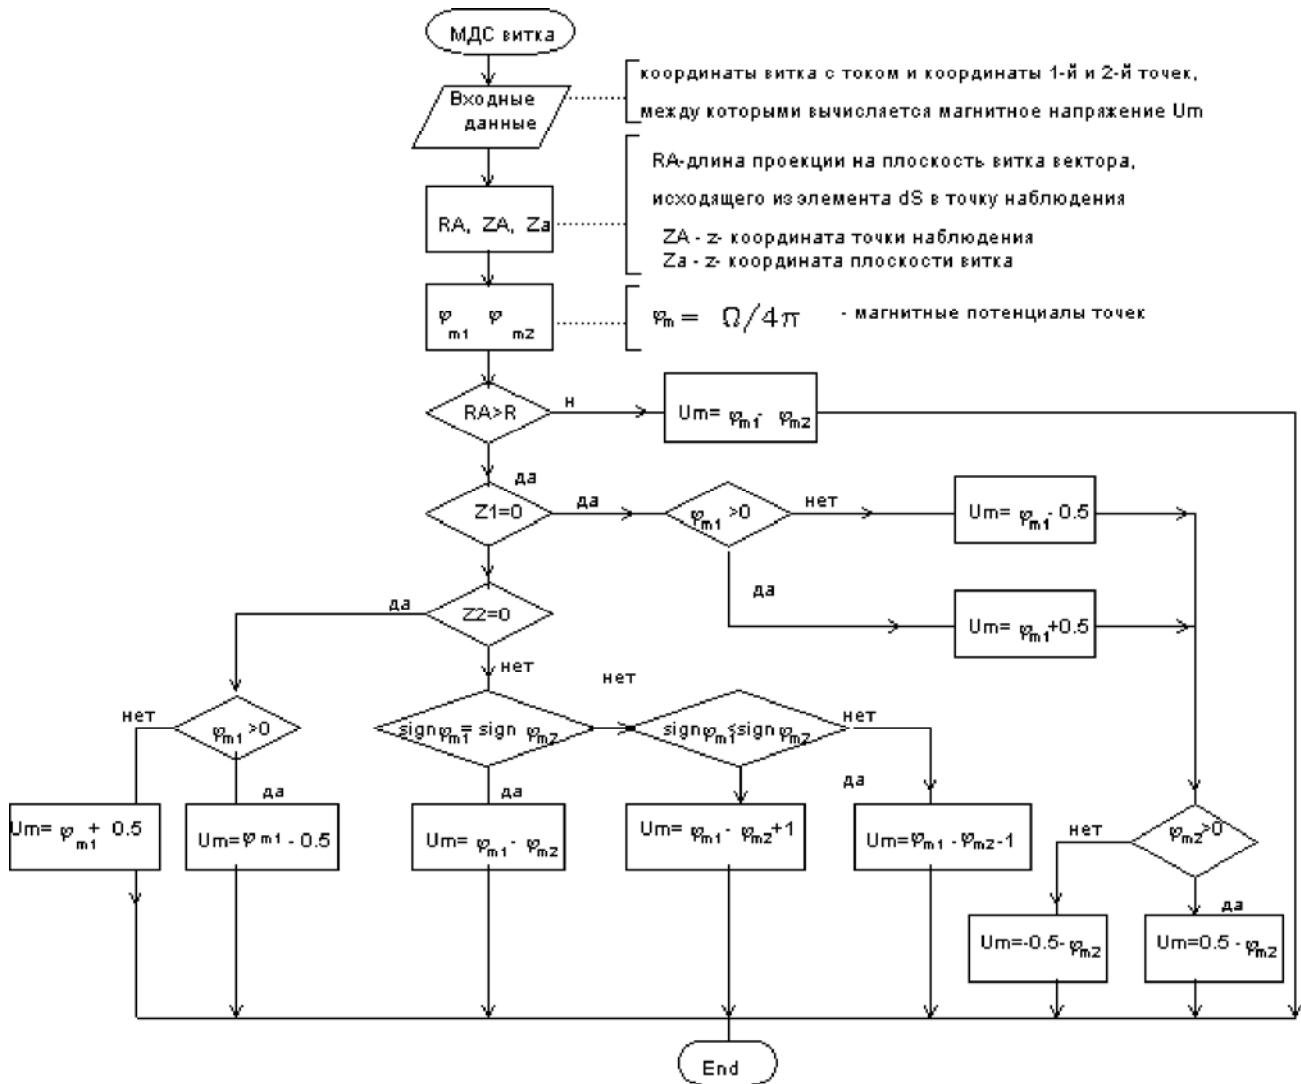 МДС витка
Входные
данные
координаты витка с током и координаты 1-й и 2-й точек,
между которыми вычисляется магнитное напряжение Um
RA-длина проекции на плоскость витка вектора,
исходящего из элемента dS в точку наблюдения
ZA - z- координата точки наблюдения
Za - z- координата плоскости витка
RA, ZA, Za
φm1 φm2
φm = Ω/4π - магнитные потенциалы точек
RA>R
н
Um= φm1- φm2
да
Z1=0
да
φm1 >0
нет
Um= φm1- 0.5
да
Um= φm1+0.5
Z2=0
да
нет
нет
φm1 >0
нет
да
signφm1= sign φm2
signφm1<sign φm2
нет
да
да
Um= φm1 + 0.5
Um=φm1 - 0.5
Um= φm1 - φm2
Um= φm1 - φm2+1
Um=φm1 - φm2-1
φm2>0
нет
да
Um=-0.5-φm2
Um=0.5 - φm2
End